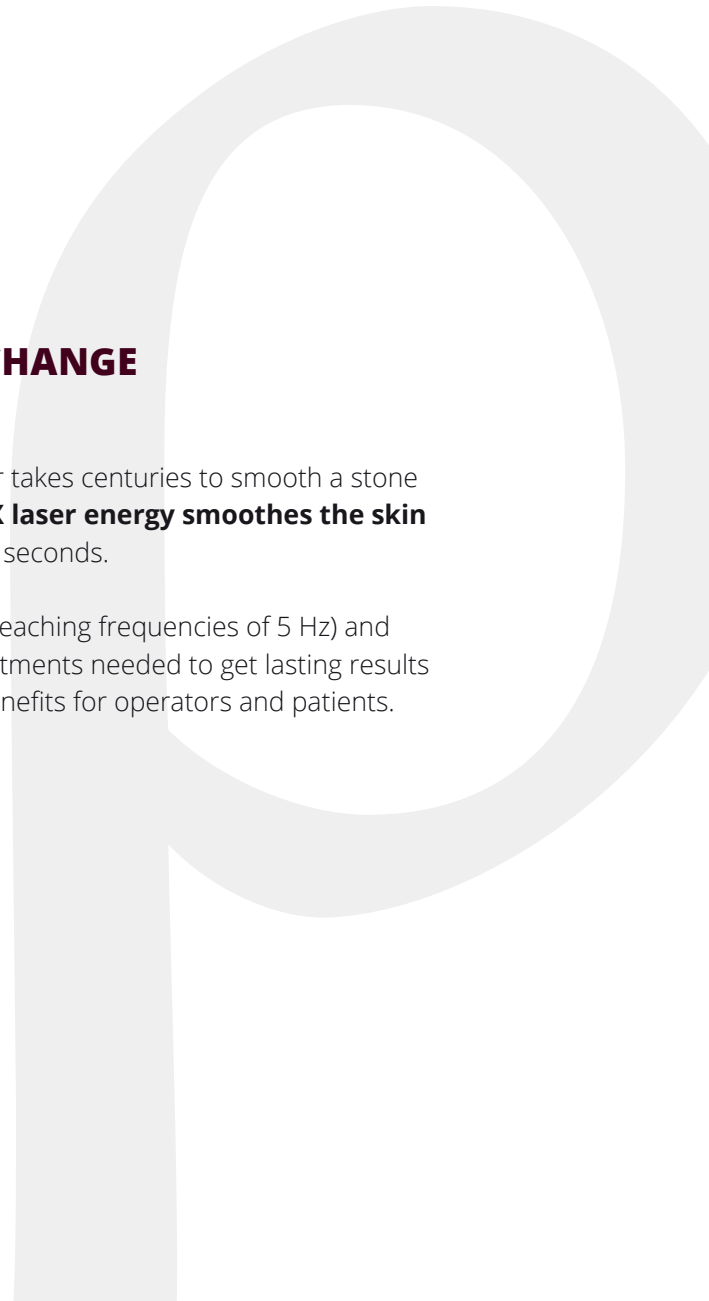 CHANGE
r takes centuries to smooth a stone
X laser energy smoothes the skin
seconds.
eaching frequencies of 5 Hz) and
tments needed to get lasting results
nefits for operators and patients.